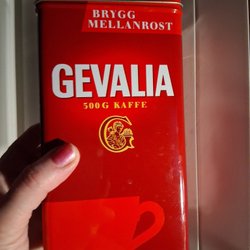 BRYGG
MELLANROST
GEVALIA
500G KAFFE
G